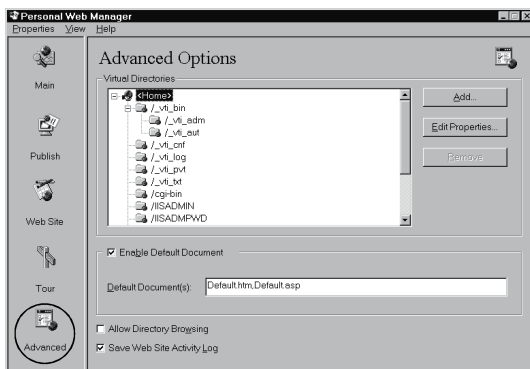 Personal Web Manager
Properties View Help
Main
Publish
Web Site
Tour
Advanced
Advanced Options
Virtual Directories
<Home>
/_vti_bin
/_vti_adm
/_vti_aut
/_vti_cnf
/_vti_log
/_vti_pvt
/_vti_txt
/cgi-bin
/IISADMIN
/IISADMPWD
Add...
Edit Properties...
Remove
Enable Default Document
Default Document(s): Default.htm,Default.asp
Allow Directory Browsing
Save Web Site Activity Log